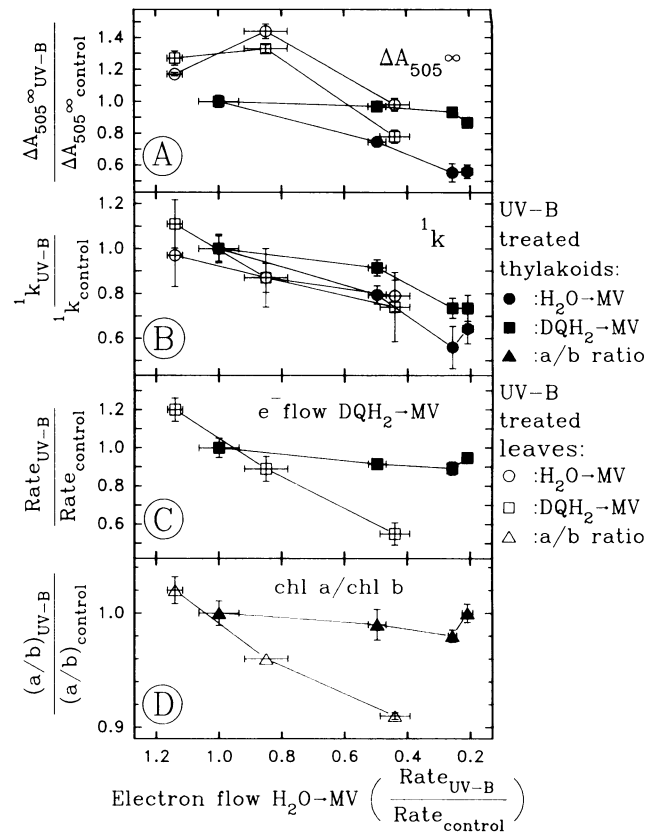 ΔA₅₀₅∞UV-B
ΔA₅₀₅∞control
1.4
1.2
1.0
0.8
0.6
ΔA₅₀₅∞
A
¹kUV-B
¹kcontrol
1.2
1.0
0.8
0.6
¹k
B
UV-B
treated
thylakoids:
● :H₂O→MV
■ :DQH₂→MV
▲ :a/b ratio
RateUV-B
Ratecontrol
1.2
1.0
0.8
0.6
e⁻flow DQH₂→MV
C
UV-B
treated
leaves:
○ :H₂O→MV
□ :DQH₂→MV
△ :a/b ratio
(a/b)UV-B
(a/b)control
1.0
0.9
chl a/chl b
D
1.2 1.0 0.8 0.6 0.4 0.2
Electron flow H₂O→MV (RateUV-B / Ratecontrol)